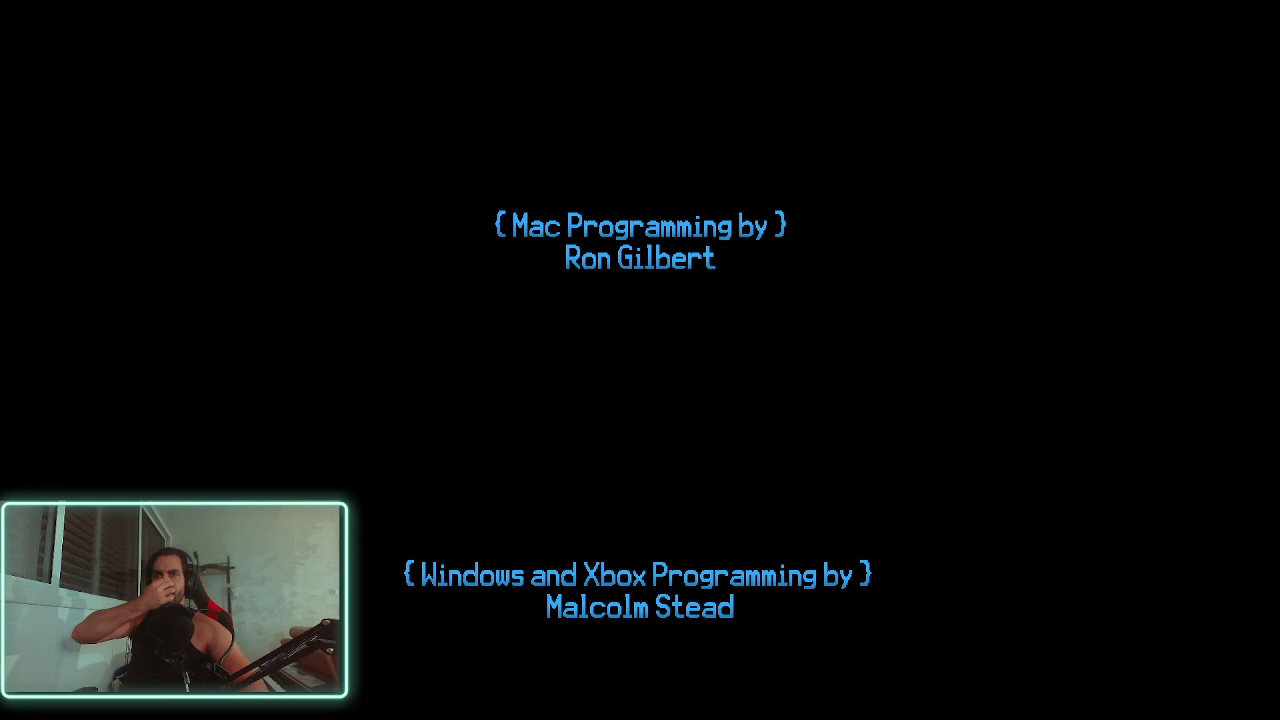 { Mac Programming by }
Ron Gilbert
{ Windows and Xbox Programming by }
Malcolm Stead